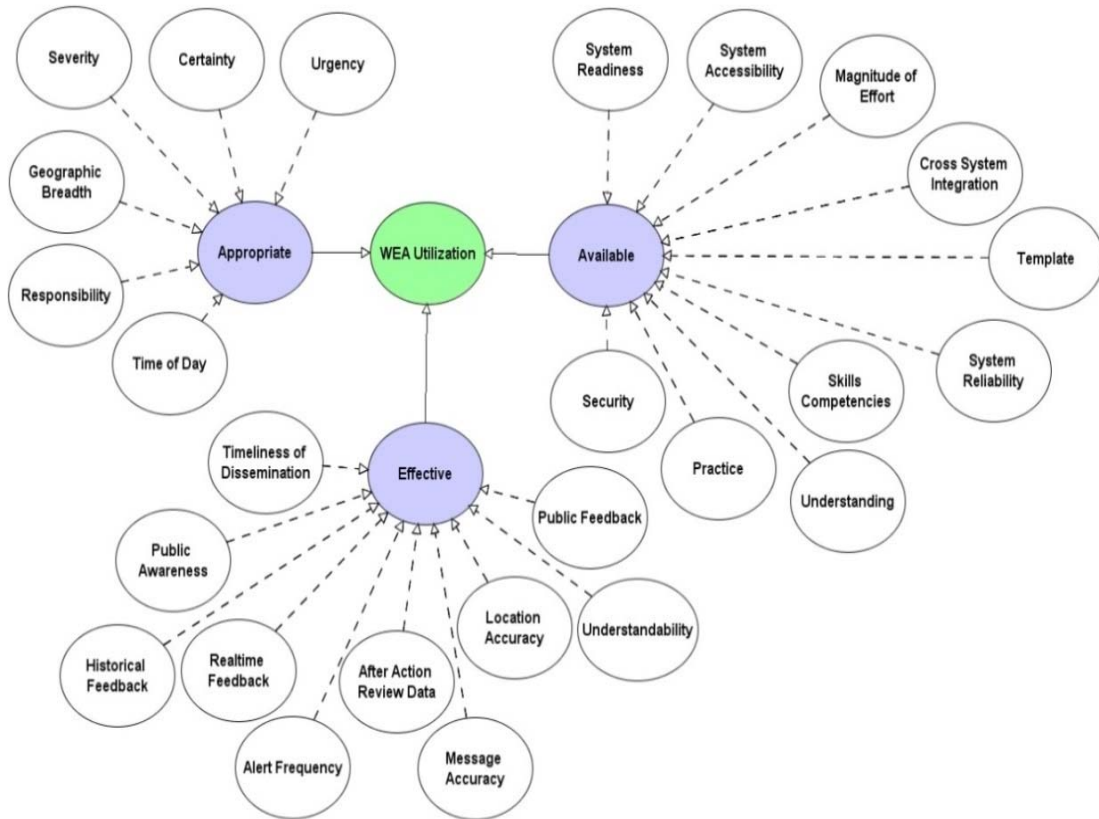 Severity
Certainty
Urgency
System
Readiness
System
Accessibility
Magnitude of
Effort
Geographic
Breadth
Cross System
Integration
Appropriate
WEA Utilization
Available
Template
Responsibility
Time of Day
System
Reliability
Skills
Competencies
Security
Timeliness of
Dissemination
Effective
Practice
Understanding
Public Feedback
Public
Awareness
Location
Accuracy
Understandability
Historical
Feedback
Realtime
Feedback
After Action
Review Data
Alert Frequency
Message
Accuracy